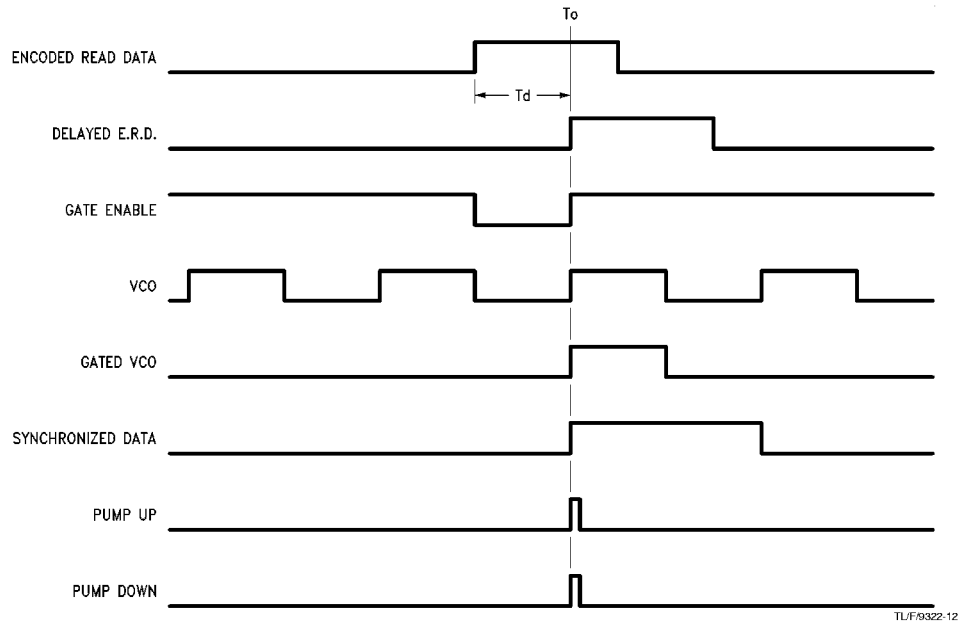 To
ENCODED READ DATA
Td
DELAYED E.R.D.
GATE ENABLE
VCO
GATED VCO
SYNCHRONIZED DATA
PUMP UP
PUMP DOWN
TL/F/9322-12